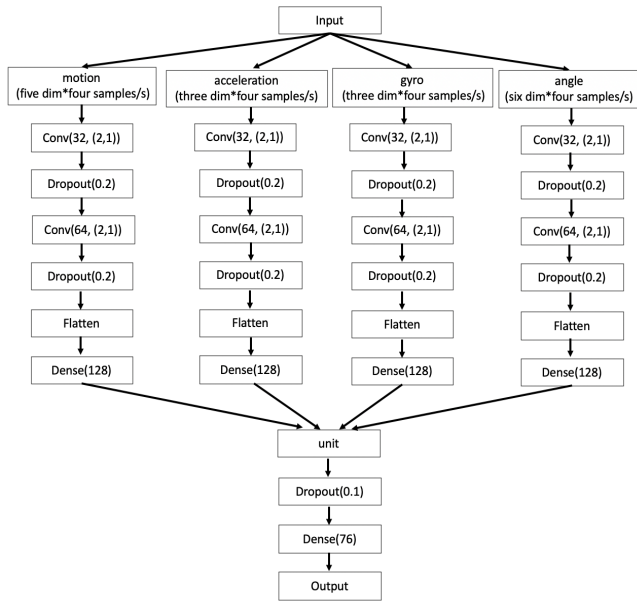 Input
motion
(five dim*four samples/s)
acceleration
(three dim*four samples/s)
gyro
(three dim*four samples/s)
angle
(six dim*four samples/s)
Conv(32, (2,1))
Conv(32, (2,1))
Conv(32, (2,1))
Conv(32, (2,1))
Dropout(0.2)
Dropout(0.2)
Dropout(0.2)
Dropout(0.2)
Conv(64, (2,1))
Conv(64, (2,1))
Conv(64, (2,1))
Conv(64, (2,1))
Dropout(0.2)
Dropout(0.2)
Dropout(0.2)
Dropout(0.2)
Flatten
Flatten
Flatten
Flatten
Dense(128)
Dense(128)
Dense(128)
Dense(128)
unit
Dropout(0.1)
Dense(76)
Output